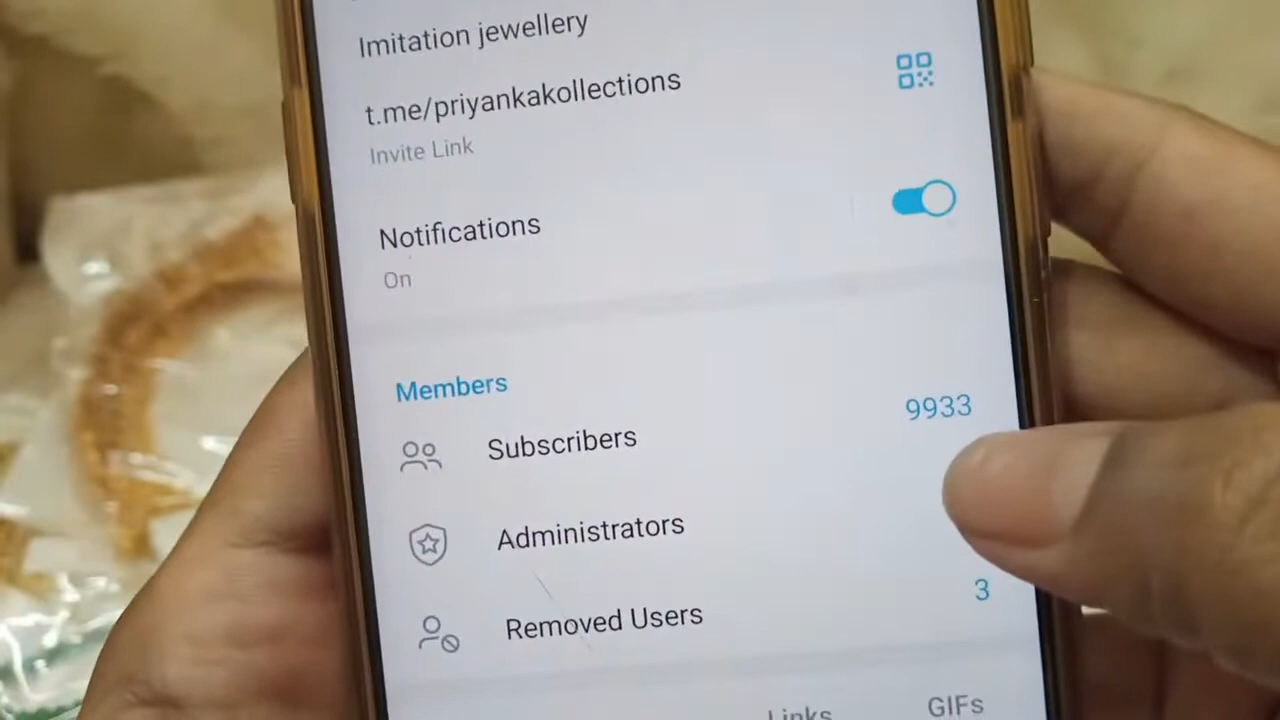 Imitation jewellery
t.me/priyankakollections
Invite Link
Notifications
On
Members
Subscribers 9933
Administrators
Removed Users 3
Links GIFs